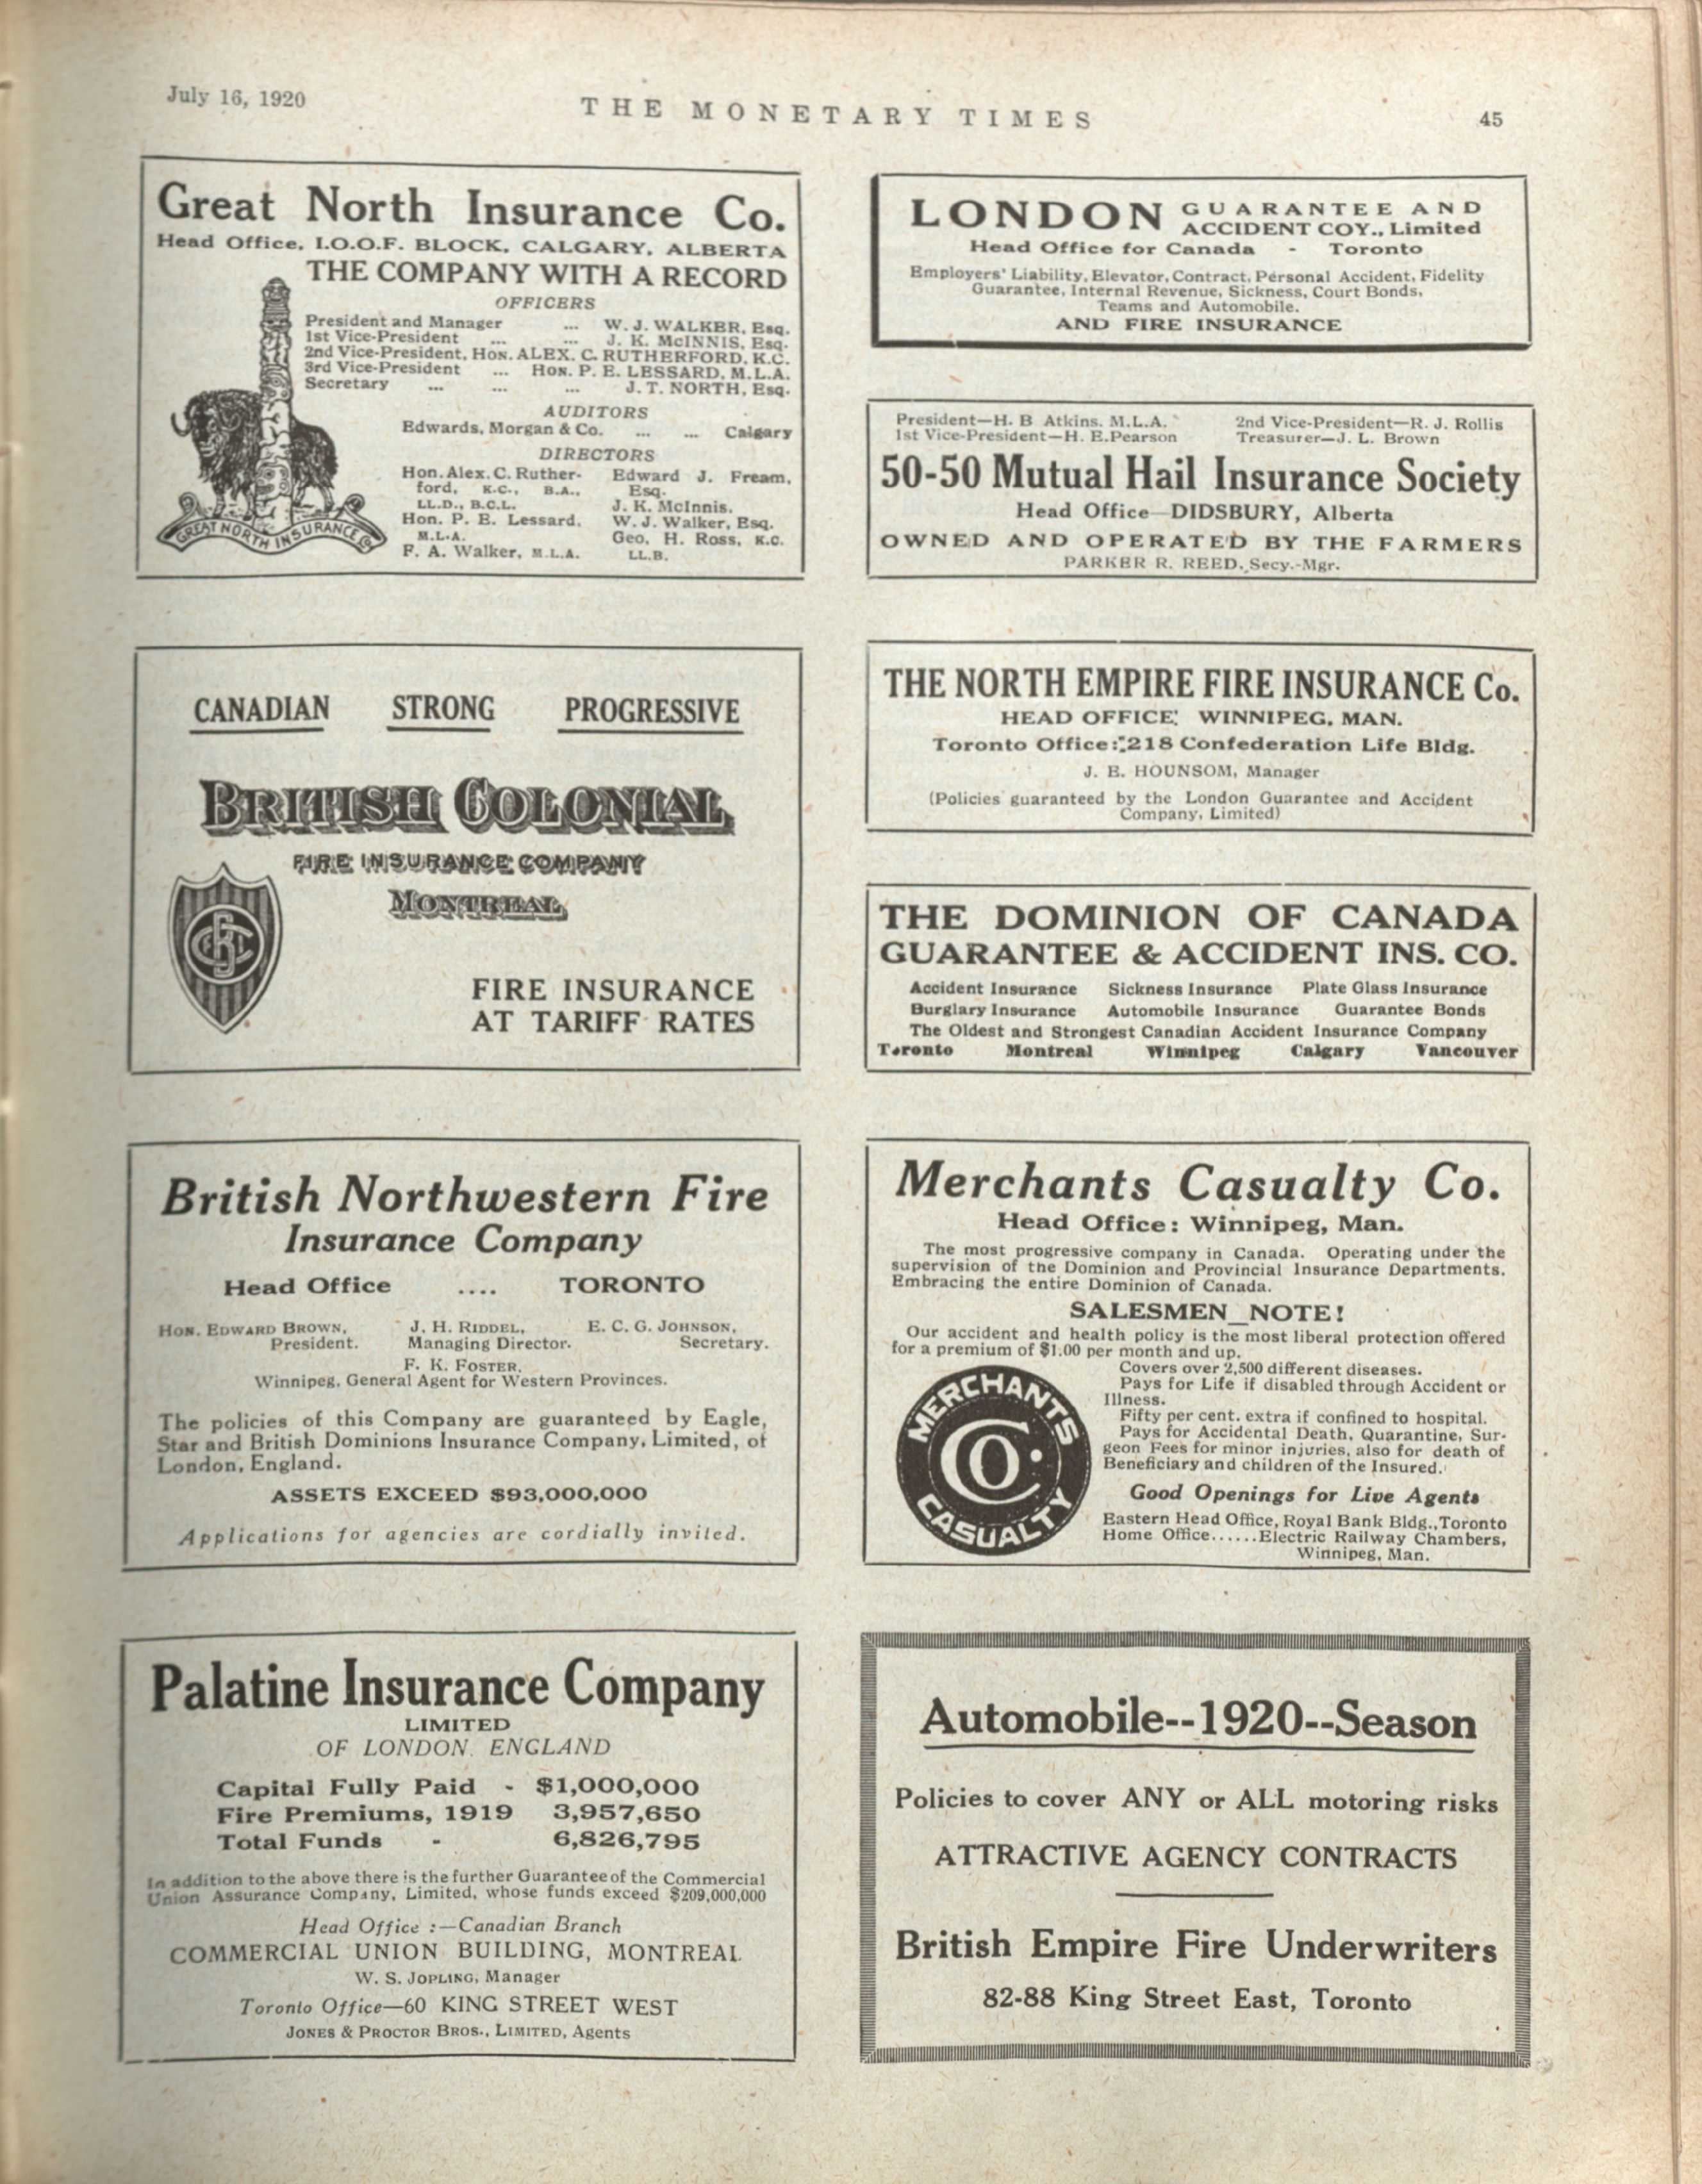 July 16, 1920
THE MONETARY TIMES
45
Great North Insurance Co.
Head Office, I.O.O.F. BLOCK, CALGARY, ALBERTA
THE COMPANY WITH A RECORD
OFFICERS
President and Manager ... W. J. WALKER, Esq.
1st Vice-President ... ... J. K. McINNIS, Esq.
2nd Vice-President, HON. ALEX. C. RUTHERFORD, K.C.
3rd Vice-President ... HON. P. E. LESSARD, M.L.A.
Secretary ... ... ... J. T. NORTH, Esq.
AUDITORS
Edwards, Morgan & Co. ... ... Calgary
DIRECTORS
Hon. Alex. C. Ruther-
ford, K.C., B.A.,
LL.D., B.C.L.
Hon. P. E. Lessard,
M.L.A.
F. A. Walker, M.L.A.
Edward J. Fream,
Esq.
J. K. McInnis.
W. J. Walker, Esq.
Geo. H. Ross, K.C.
LL.B.
GREAT NORTH INSURANCE Co
CANADIAN STRONG PROGRESSIVE
BRITISH COLONIAL
FIRE INSURANCE COMPANY
MONTREAL
FIRE INSURANCE
AT TARIFF RATES
British Northwestern Fire
Insurance Company
Head Office .... TORONTO
HON. EDWARD BROWN,
President.
J. H. RIDDEL,
Managing Director.
E. C. G. JOHNSON,
Secretary.
F. K. FOSTER,
Winnipeg, General Agent for Western Provinces.
The policies of this Company are guaranteed by Eagle,
Star and British Dominions Insurance Company, Limited, of
London, England.
ASSETS EXCEED $93,000,000
Applications for agencies are cordially invited.
Palatine Insurance Company
LIMITED
OF LONDON, ENGLAND
Capital Fully Paid - $1,000,000
Fire Premiums, 1919 3,957,650
Total Funds - 6,826,795
In addition to the above there is the further Guarantee of the Commercial
Union Assurance Company, Limited, whose funds exceed $209,000,000
Head Office :—Canadian Branch
COMMERCIAL UNION BUILDING, MONTREAL
W. S. JOPLING, Manager
Toronto Office—60 KING STREET WEST
JONES & PROCTOR BROS., LIMITED, Agents
LONDON GUARANTEE AND
ACCIDENT COY., Limited
Head Office for Canada - Toronto
Employers' Liability, Elevator, Contract, Personal Accident, Fidelity
Guarantee, Internal Revenue, Sickness, Court Bonds,
Teams and Automobile.
AND FIRE INSURANCE
President—H. B Atkins, M.L.A. 2nd Vice-President—R. J. Rollis
1st Vice-President—H. E. Pearson Treasurer—J. L. Brown
50-50 Mutual Hail Insurance Society
Head Office—DIDSBURY, Alberta
OWNED AND OPERATED BY THE FARMERS
PARKER R. REED, Secy.-Mgr.
THE NORTH EMPIRE FIRE INSURANCE Co.
HEAD OFFICE: WINNIPEG, MAN.
Toronto Office: 218 Confederation Life Bldg.
J. E. HOUNSOM, Manager
(Policies guaranteed by the London Guarantee and Accident
Company, Limited)
THE DOMINION OF CANADA
GUARANTEE & ACCIDENT INS. CO.
Accident Insurance Sickness Insurance Plate Glass Insurance
Burglary Insurance Automobile Insurance Guarantee Bonds
The Oldest and Strongest Canadian Accident Insurance Company
Toronto Montreal Winnipeg Calgary Vancouver
Merchants Casualty Co.
Head Office: Winnipeg, Man.
The most progressive company in Canada. Operating under the
supervision of the Dominion and Provincial Insurance Departments.
Embracing the entire Dominion of Canada.
SALESMEN NOTE!
Our accident and health policy is the most liberal protection offered
for a premium of $1.00 per month and up.
Covers over 2,500 different diseases.
Pays for Life if disabled through Accident or
Illness.
Fifty per cent. extra if confined to hospital.
Pays for Accidental Death, Quarantine, Sur-
geon Fees for minor injuries, also for death of
Beneficiary and children of the Insured.
Good Openings for Live Agents
Eastern Head Office, Royal Bank Bldg., Toronto
Home Office......Electric Railway Chambers,
Winnipeg, Man.
MERCHANTS
Co.
CASUALTY
Automobile--1920--Season
Policies to cover ANY or ALL motoring risks
ATTRACTIVE AGENCY CONTRACTS
British Empire Fire Underwriters
82-88 King Street East, Toronto